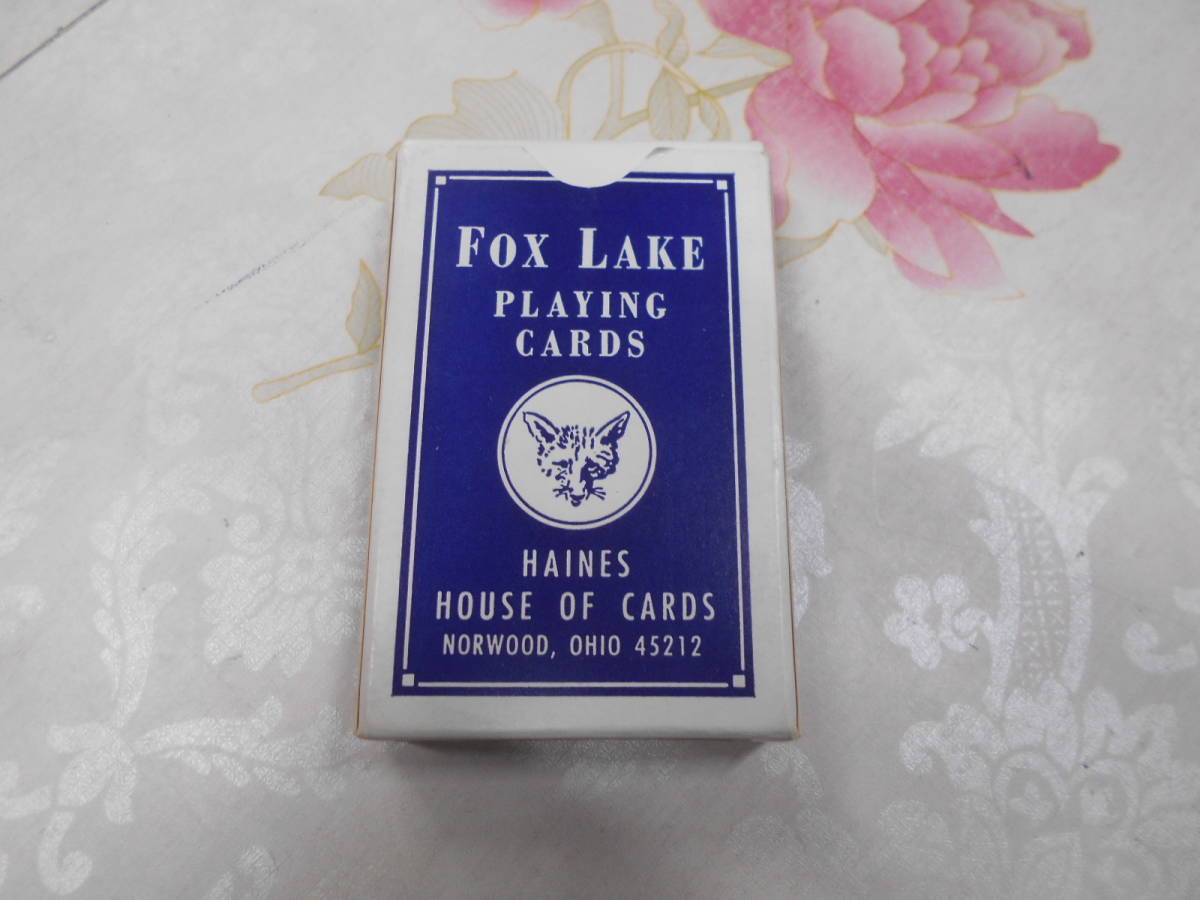 FOX LAKE
PLAYING
CARDS
HAINES
HOUSE OF CARDS
NORWOOD, OHIO 45212